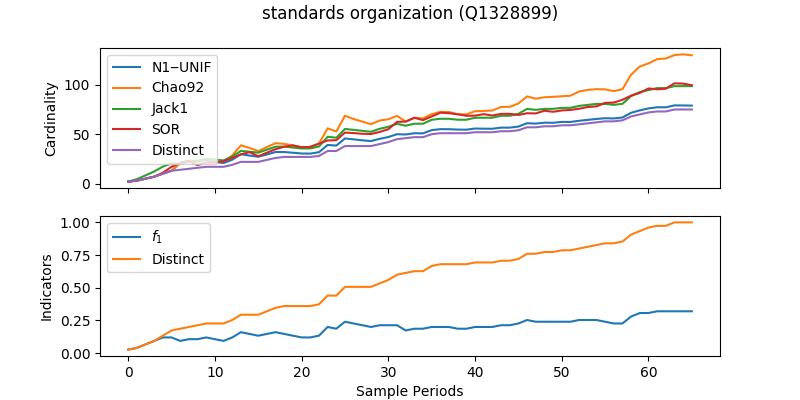 standards organization (Q1328899)
Cardinality
100
50
0
N1−UNIF
Chao92
Jack1
SOR
Distinct
Indicators
1.00
0.75
0.50
0.25
0.00
f1
Distinct
0 10 20 30 40 50 60
Sample Periods